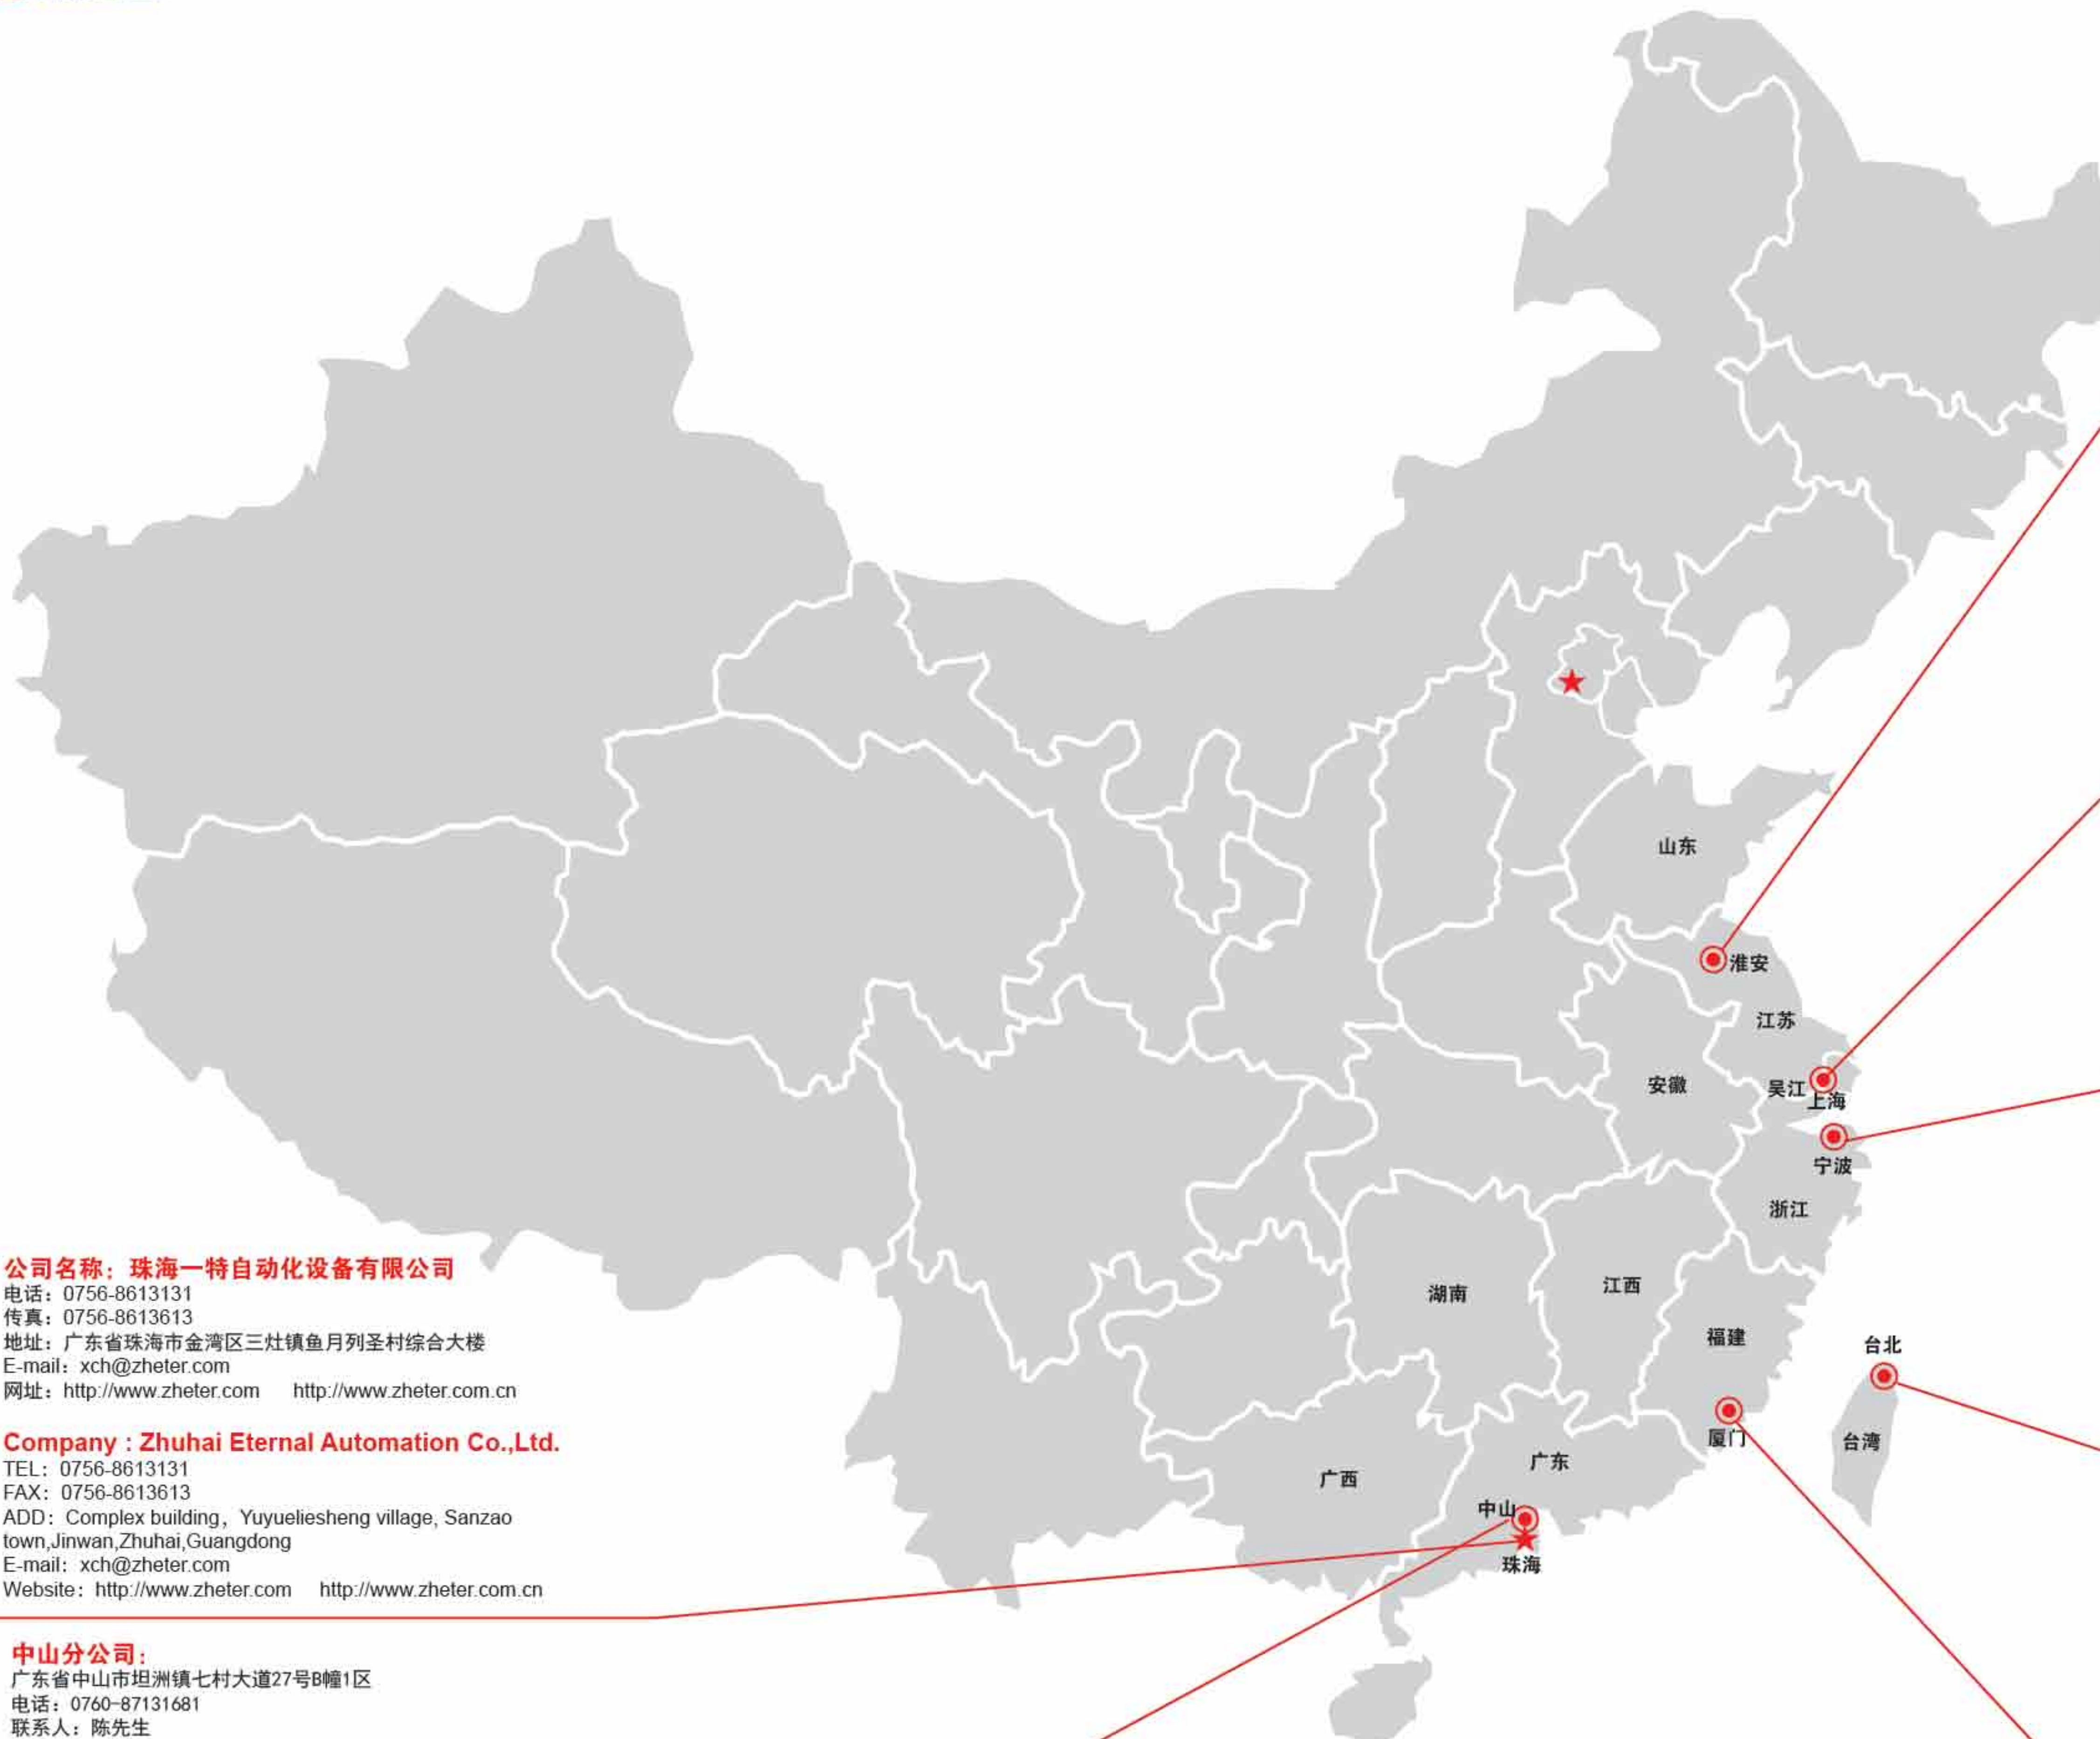 山东
淮安
江苏
安徽
吴江
上海
宁波
浙江
湖南
江西
福建
台北
厦门
台湾
广东
广西
中山
珠海
公司名称：珠海一特自动化设备有限公司
电话：0756-8613131
传真：0756-8613613
地址：广东省珠海市金湾区三灶镇鱼月列圣村综合大楼
E-mail：xch@zheter.com
网址：http://www.zheter.com http://www.zheter.com.cn
Company : Zhuhai Eternal Automation Co.,Ltd.
TEL：0756-8613131
FAX：0756-8613613
ADD：Complex building，Yuyueliesheng village, Sanzao
town,Jinwan,Zhuhai,Guangdong
E-mail：xch@zheter.com
Website：http://www.zheter.com http://www.zheter.com.cn
中山分公司：
广东省中山市坦洲镇七村大道27号B幢1区
电话：0760-87131681
联系人：陈先生